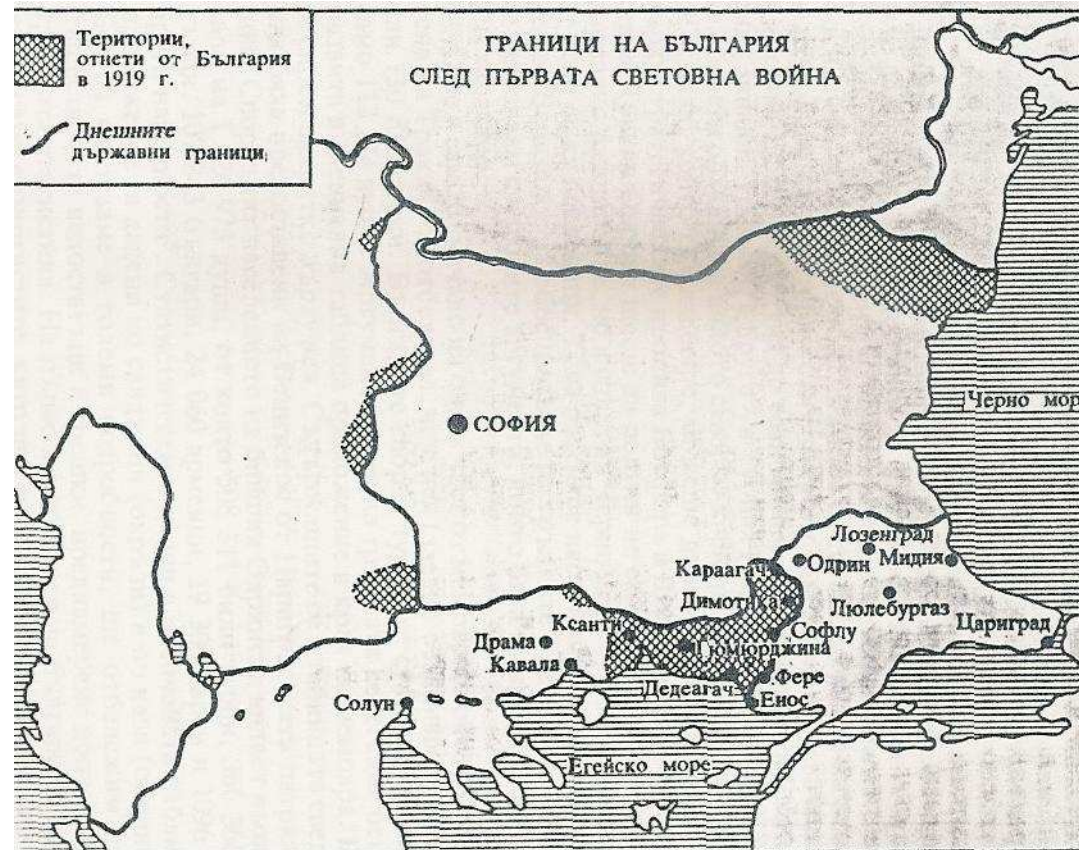 Територии,
отнети от България
в 1919 г.
Днешните
държавни граници
ГРАНИЦИ НА БЪЛГАРИЯ
СЛЕД ПЪРВАТА СВЕТОВНА ВОЙНА
СОФИЯ
Черно мор
Лозенград
Караагач
Одрин
Мидия
Димотика
Люлебургаз
Ксанти
Софлу
Цариград
Драма
Гюмюрджина
Кавала
Фере
Дедеагач
Енос
Солун
Егейско море